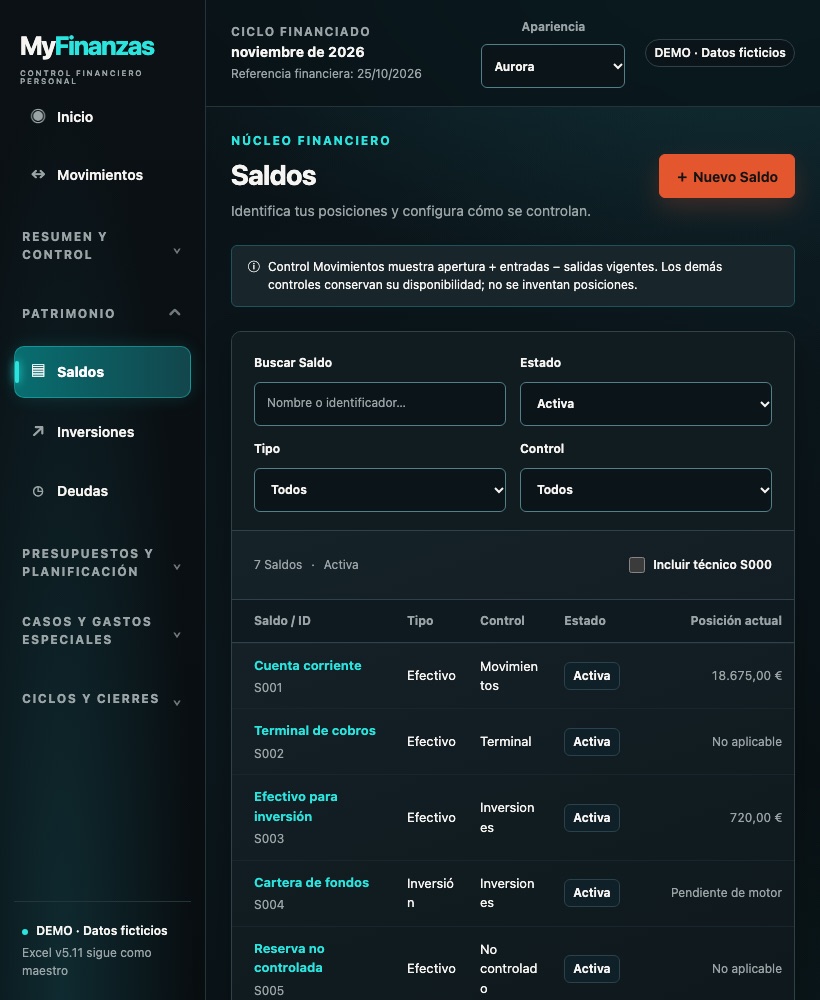 MyFinanzas
CONTROL FINANCIERO
PERSONAL
Inicio
Movimientos
RESUMEN Y
CONTROL
PATRIMONIO
Saldos
Inversiones
Deudas
PRESUPUESTOS Y
PLANIFICACIÓN
CASOS Y GASTOS
ESPECIALES
CICLOS Y CIERRES
DEMO · Datos ficticios
Excel v5.11 sigue como
maestro
CICLO FINANCIADO
noviembre de 2026
Referencia financiera: 25/10/2026
Apariencia
Aurora
DEMO · Datos ficticios
NÚCLEO FINANCIERO
Saldos
Identifica tus posiciones y configura cómo se controlan.
+ Nuevo Saldo
Control Movimientos muestra apertura + entradas − salidas vigentes. Los demás
controles conservan su disponibilidad; no se inventan posiciones.
Buscar Saldo
Nombre o identificador...
Estado
Activa
Tipo
Todos
Control
Todos
7 Saldos · Activa
Incluir técnico S000
Saldo / ID Tipo Control Estado Posición actual
Cuenta corriente
S001
Efectivo
Movimien
tos
Activa
18.675,00 €
Terminal de cobros
S002
Efectivo
Terminal
Activa
No aplicable
Efectivo para
inversión
S003
Efectivo
Inversion
es
Activa
720,00 €
Cartera de fondos
S004
Inversió
n
Inversion
es
Activa
Pendiente de motor
Reserva no
controlada
S005
Efectivo
No
controlad
o
Activa
No aplicable